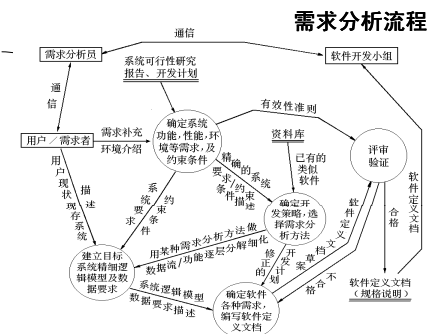 需求分析流程
通信
需求分析员
系统可行性研究
报告、开发计划
软件开发小组
通信
有效性准则
用户／需求者
需求补充
环境介绍
确定系统
功能,性能,环
境等需求,及
约束条件
资料库
评审
验证
精确的系统
要求/约束
条件描述
已有的
类似
软件
用户现状
现存系统
描述
系统要求
约束条件
确定开
发策略,选
择需求分
析方法
软件定义文档
软件定义
文档草案
合格
不合格
用某种需求分析方法做
数据流/功能逐层分解细化
修正的
开发计划
建立目标
系统精细逻
辑模型及数
据要求
系统逻辑模型
数据要求描述
确定软件
各种需求,
编写软件定
义文档
软件定义文档
(规格说明)